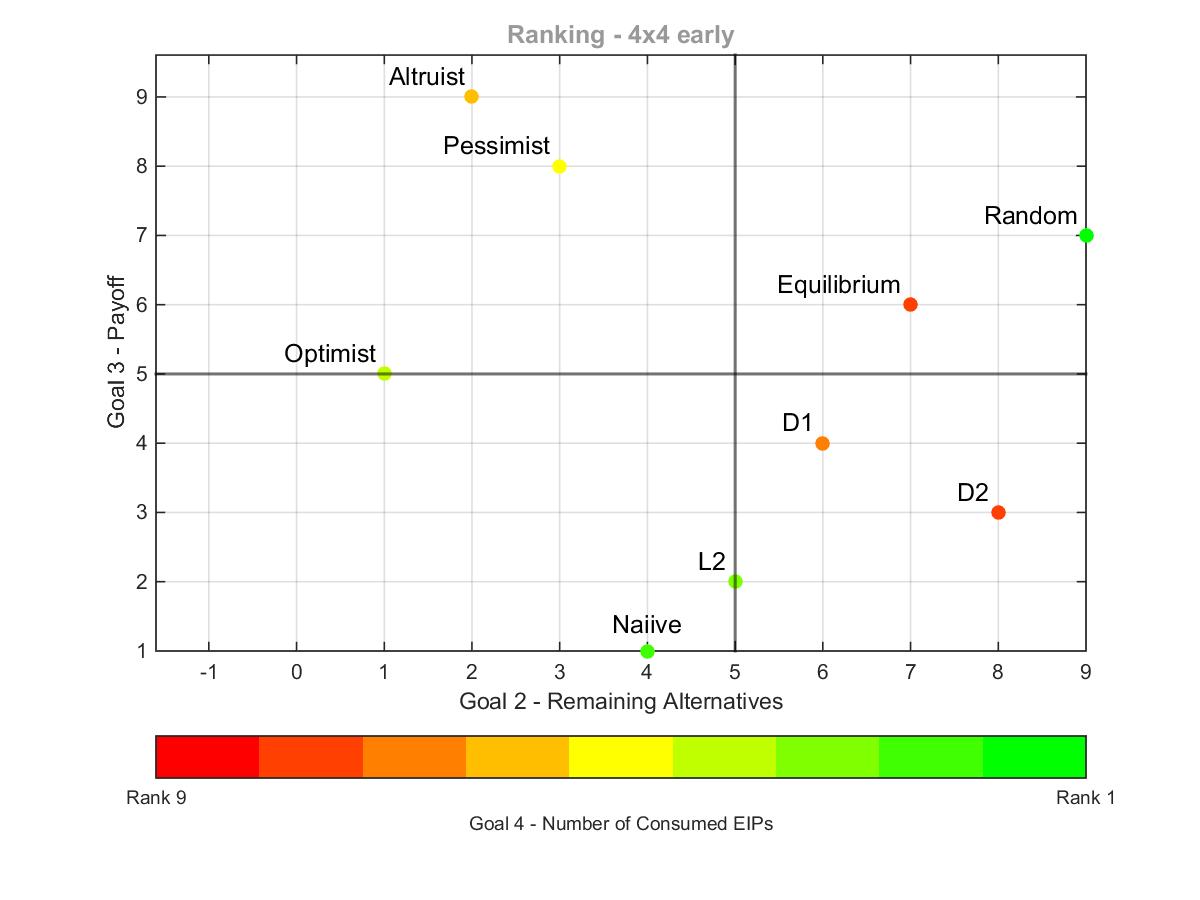 Ranking - 4x4 early
Altruist
9
Pessimist
8
Random
7
Equilibrium
6
Optimist
5
D1
4
D2
3
L2
2
Naiive
1
Goal 3 - Payoff
-1 0 1 2 3 4 5 6 7 8 9
Goal 2 - Remaining Alternatives
Rank 9 Rank 1
Goal 4 - Number of Consumed EIPs